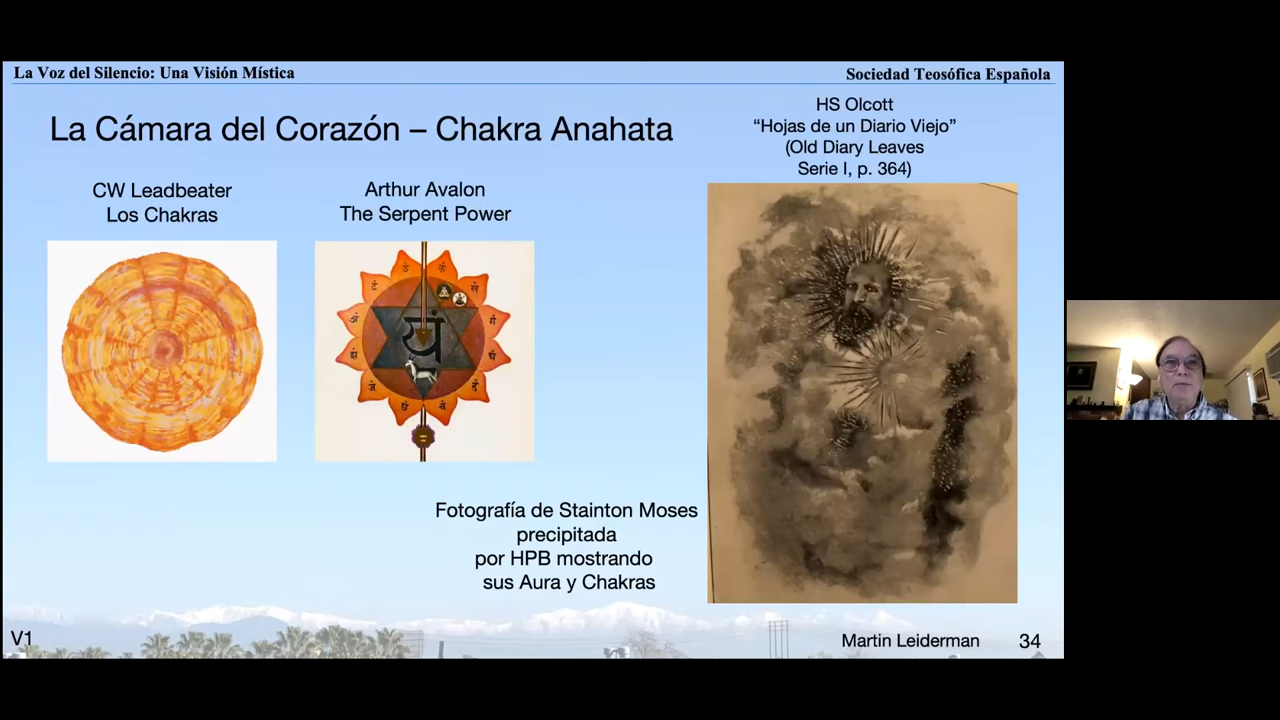 La Voz del Silencio: Una Visión Mística
Sociedad Teosófica Española
La Cámara del Corazón – Chakra Anahata
CW Leadbeater
Los Chakras
Arthur Avalon
The Serpent Power
HS Olcott
“Hojas de un Diario Viejo”
(Old Diary Leaves
Serie I, p. 364)
यं
Fotografía de Stainton Moses
precipitada
por HPB mostrando
sus Aura y Chakras
V1
Martin Leiderman
34